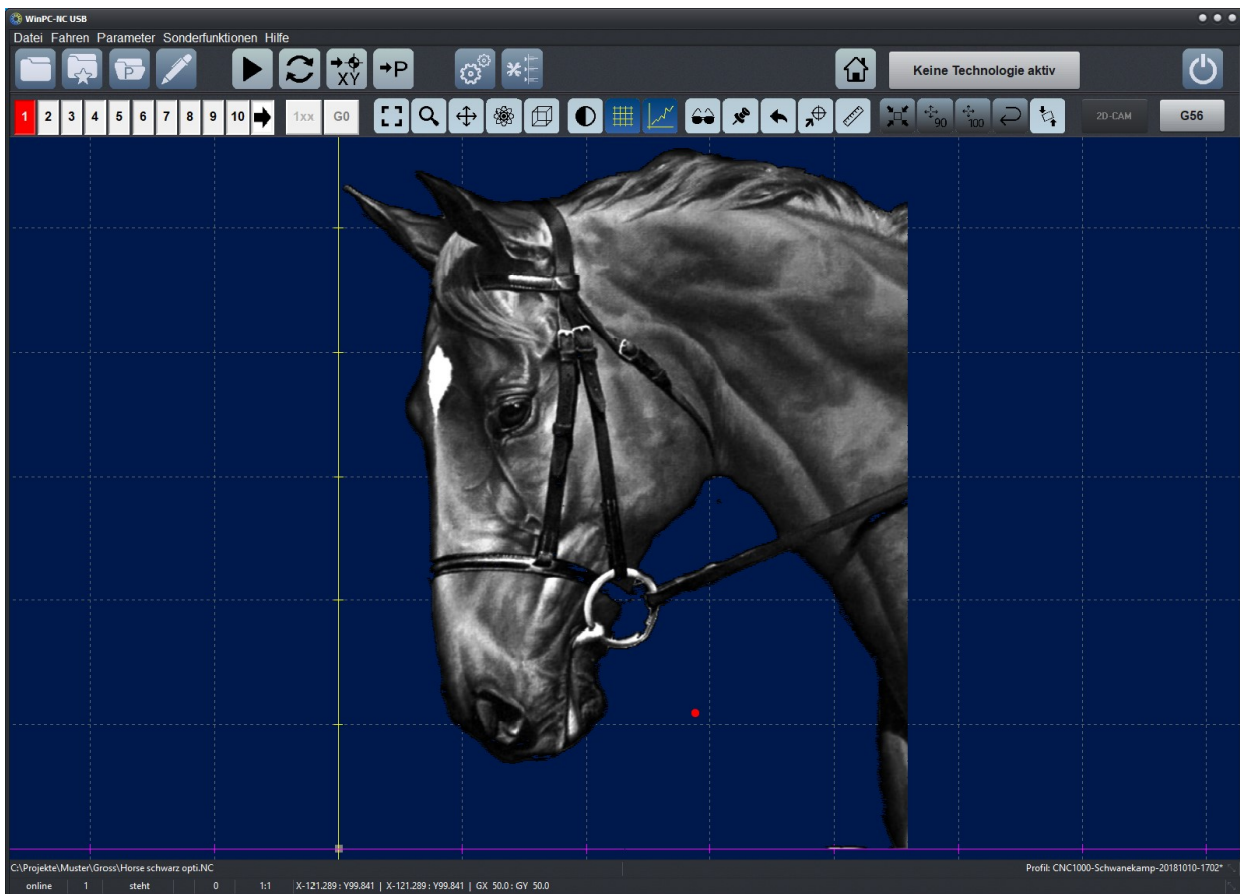 WinPC-NC USB
Datei Fahren Parameter Sonderfunktionen Hilfe
P XY P Keine Technologie aktiv
1 2 3 4 5 6 7 8 9 10 1xx G0 90 100 2D-CAM G56
C:\Projekte\Muster\Gross\Horse schwarz opti.NC Profil: CNC1000-Schwanekamp-20181010-1702*
online 1 steht 0 1:1 X-121.289 : Y99.841 | X-121.289 : Y99.841 | GX 50.0 : GY 50.0